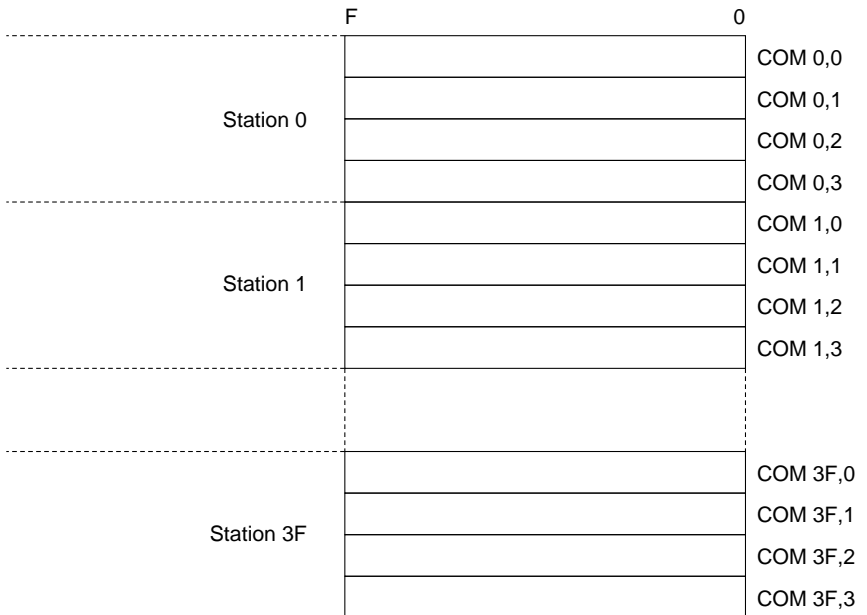 F 0
COM 0,0
COM 0,1
Station 0
COM 0,2
COM 0,3
COM 1,0
COM 1,1
Station 1
COM 1,2
COM 1,3
COM 3F,0
COM 3F,1
Station 3F
COM 3F,2
COM 3F,3